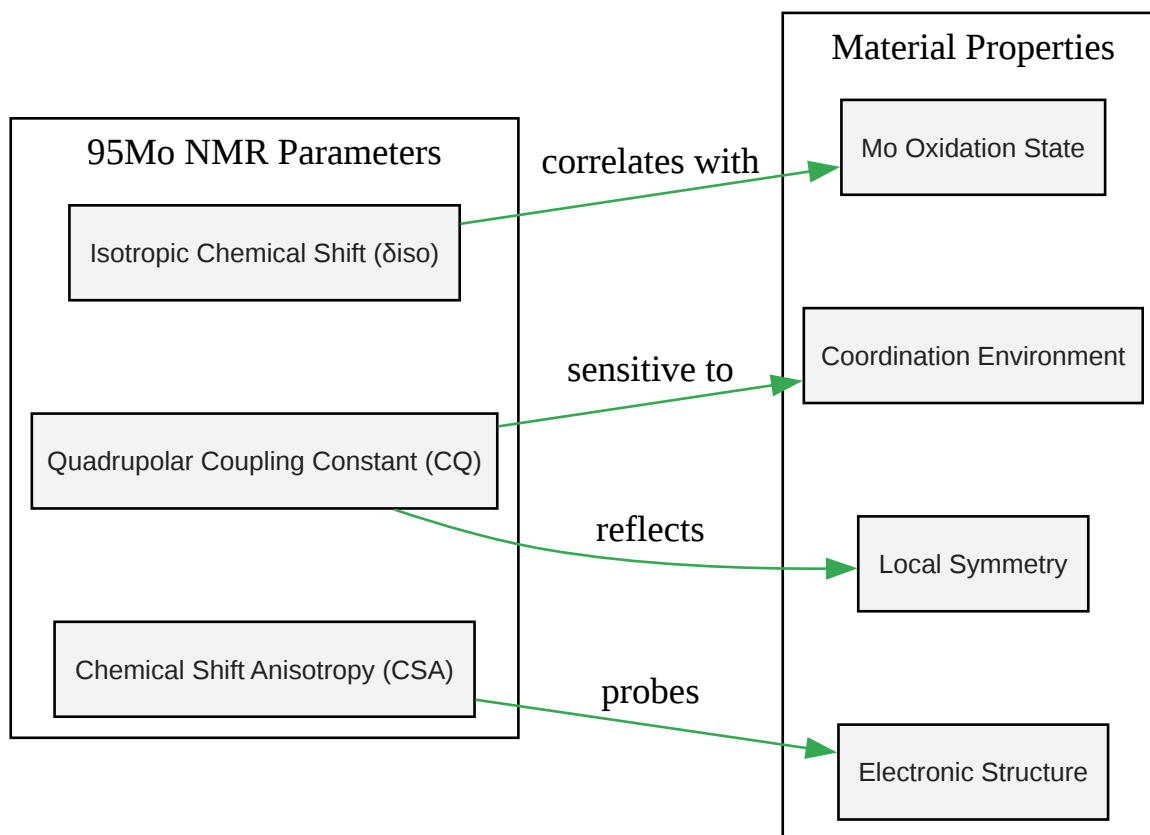 Material Properties
95Mo NMR Parameters
correlates with
Mo Oxidation State
Isotropic Chemical Shift (δiso)
sensitive to
Coordination Environment
Quadrupolar Coupling Constant (CQ)
reflects
Local Symmetry
Chemical Shift Anisotropy (CSA)
probes
Electronic Structure